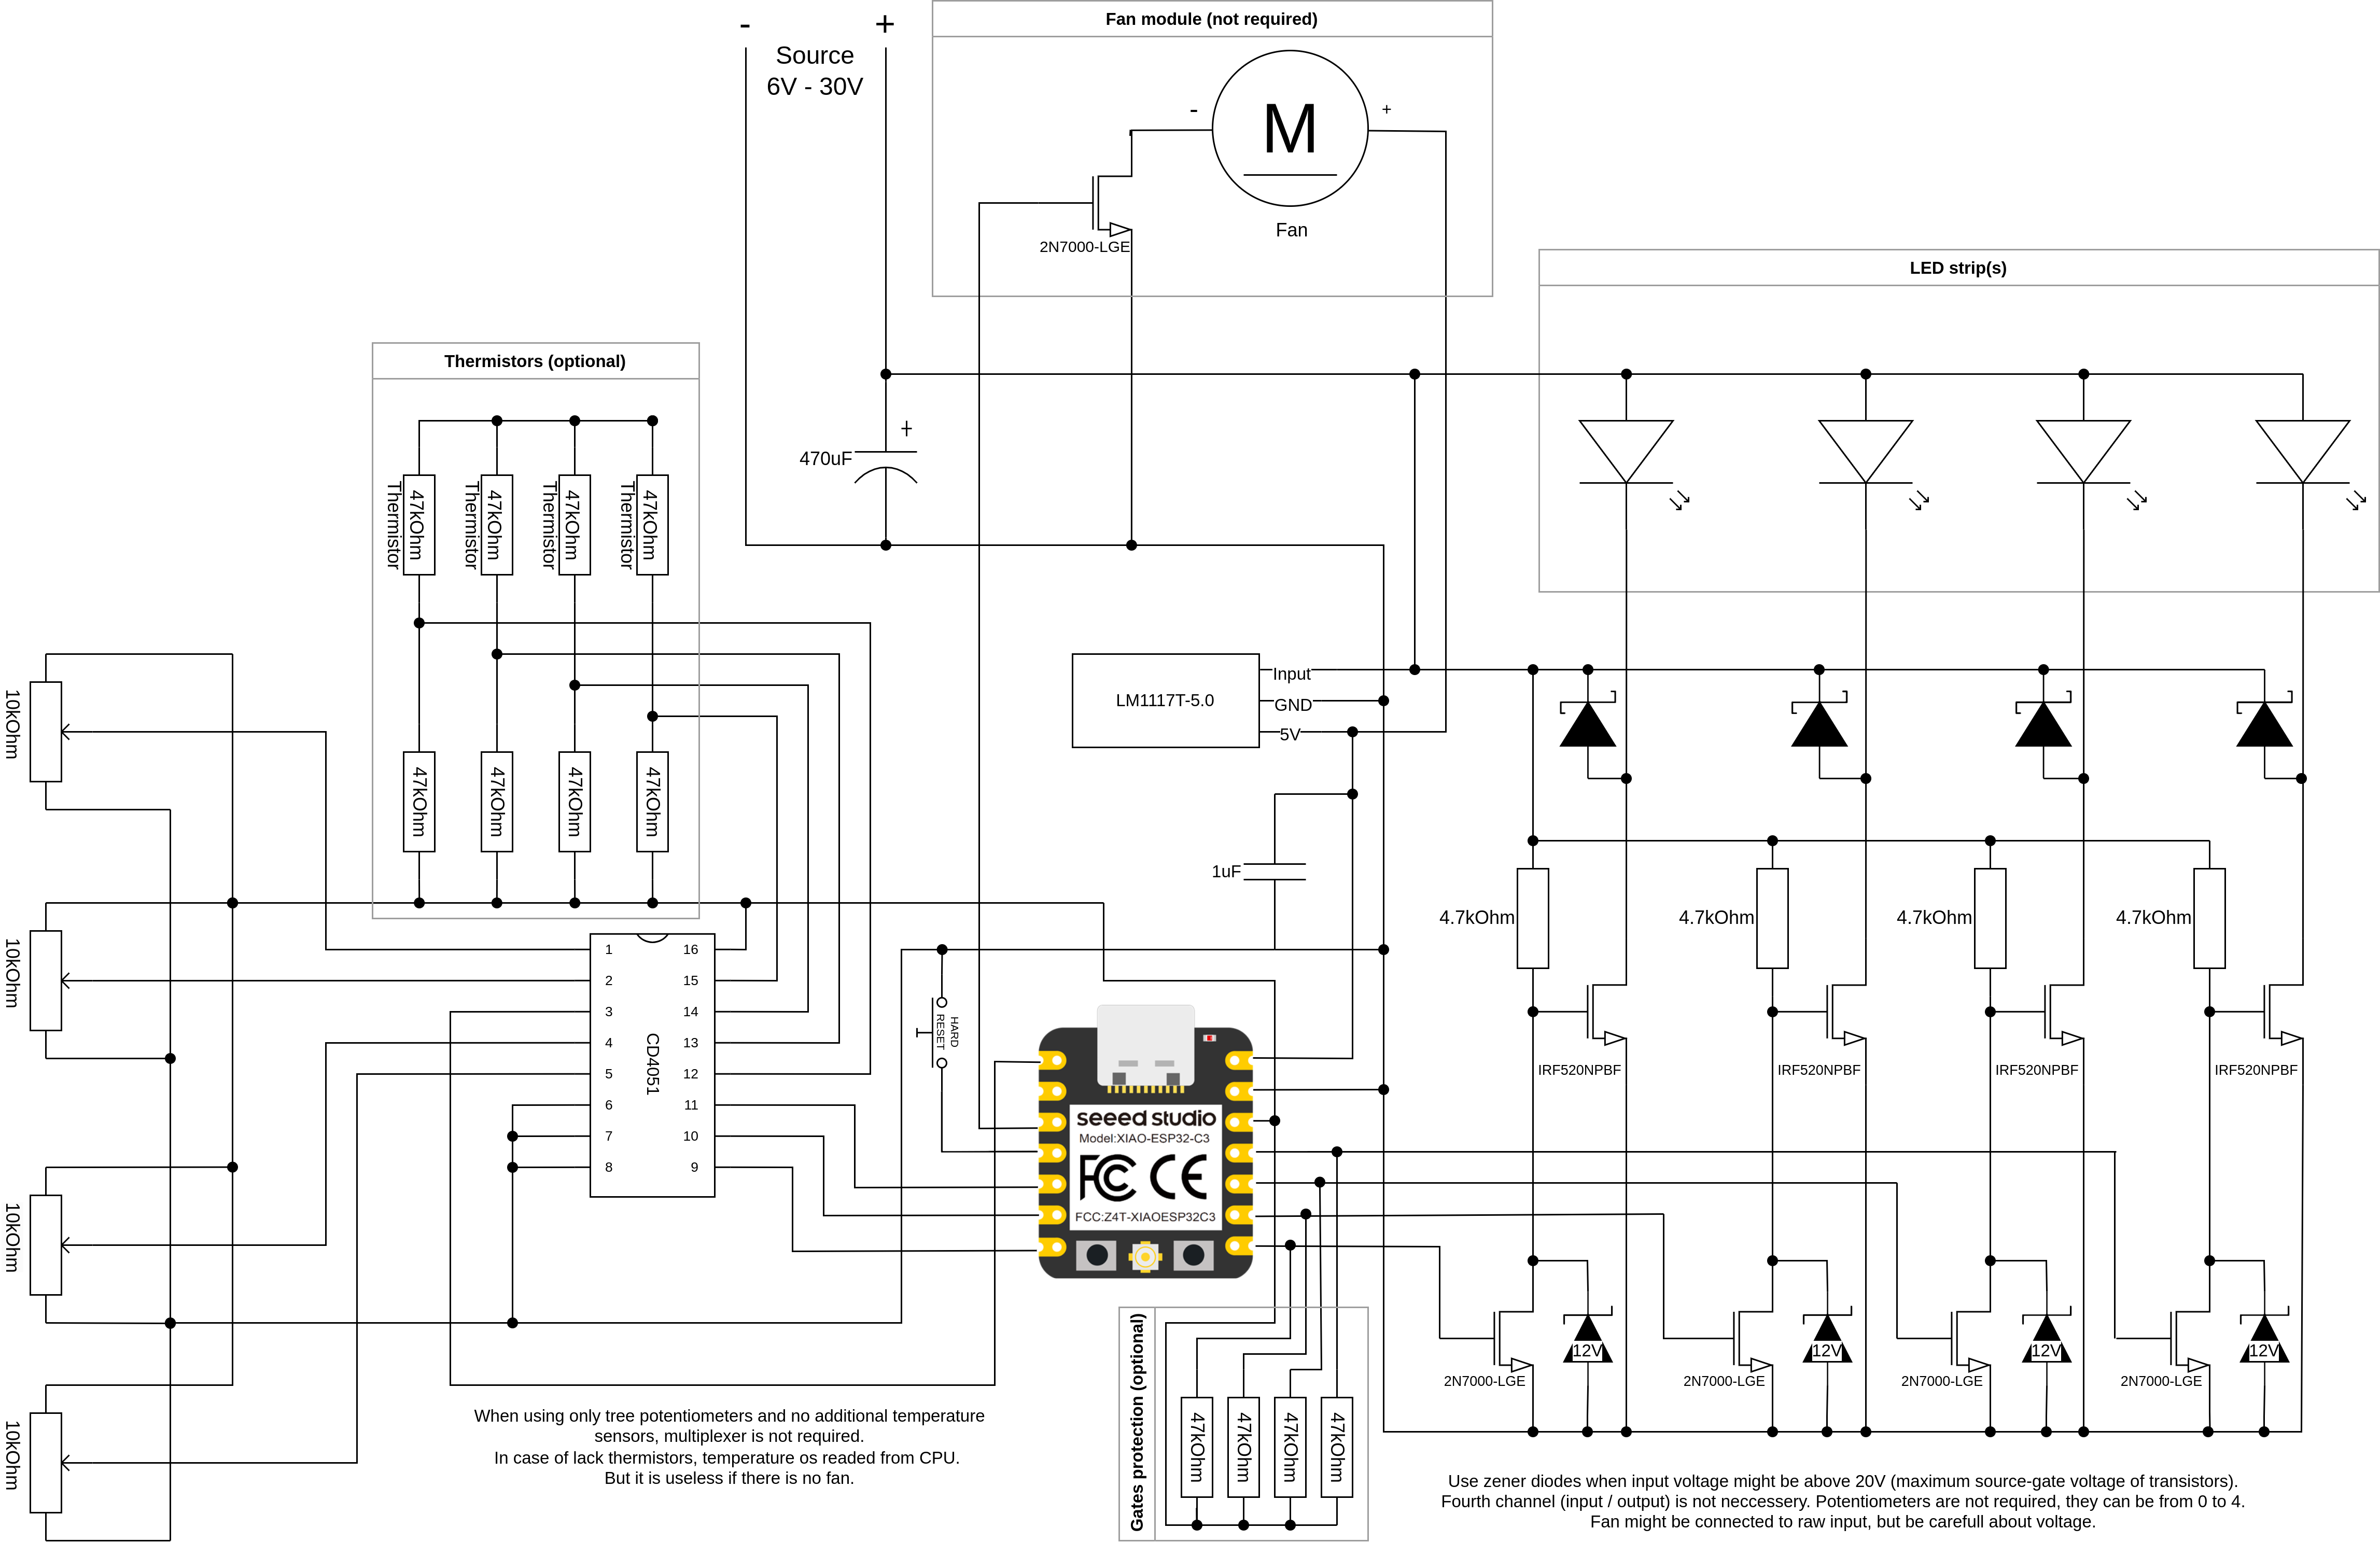 -
+
Source
6V - 30V
Fan module (not required)
-
M
+
Fan
2N7000-LGE
LED strip(s)
Thermistors (optional)
+
470uF
Thermistor
47kOhm
Thermistor
47kOhm
Thermistor
47kOhm
Thermistor
47kOhm
10kOhm
LM1117T-5.0
Input
GND
5V
47kOhm
47kOhm
47kOhm
47kOhm
1uF
4.7kOhm
4.7kOhm
4.7kOhm
4.7kOhm
10kOhm
1
2
3
4
5
6
7
8
CD4051
16
15
14
13
12
11
10
9
HARD
RESET
IRF520NPBF
IRF520NPBF
IRF520NPBF
IRF520NPBF
seeed studio
Model:XIAO-ESP32-C3
FCC CE
FCC:Z4T-XIAOESP32C3
10kOhm
12V
12V
12V
12V
2N7000-LGE
2N7000-LGE
2N7000-LGE
2N7000-LGE
10kOhm
Gates protection (optional)
47kOhm
47kOhm
47kOhm
47kOhm
When using only tree potentiometers and no additional temperature
sensors, multiplexer is not required.
In case of lack thermistors, temperature os readed from CPU.
But it is useless if there is no fan.
Use zener diodes when input voltage might be above 20V (maximum source-gate voltage of transistors).
Fourth channel (input / output) is not neccessery. Potentiometers are not required, they can be from 0 to 4.
Fan might be connected to raw input, but be carefull about voltage.